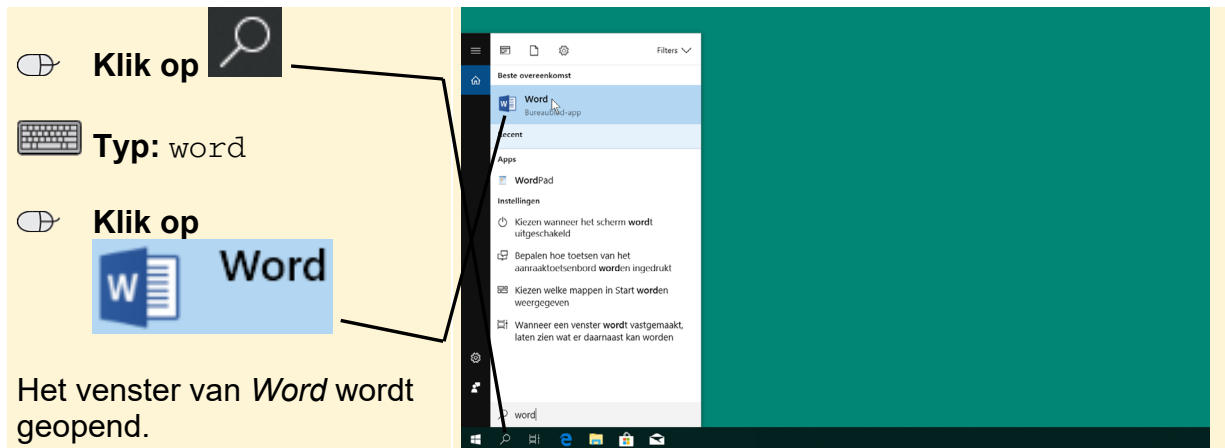 Klik op
Typ: word
Klik op
W Word
Het venster van Word wordt
geopend.
Filters
Beste overeenkomst
W Word
Bureaublad-app
Recent
Apps
WordPad
Instellingen
Kiezen wanneer het scherm wordt
uitgeschakeld
Bepalen hoe toetsen van het
aanraaktoetsenbord worden ingedrukt
Kiezen welke mappen in Start worden
weergegeven
Wanneer een venster wordt vastgemaakt,
laten zien wat er daarnaast kan worden
word